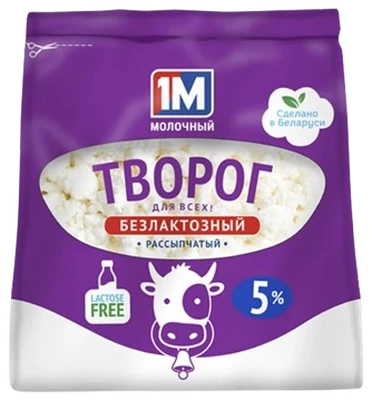 1М
МОЛОЧНЫЙ
Сделано
в Беларуси
ТВОРОГ
ДЛЯ ВСЕХ!
БЕЗЛАКТОЗНЫЙ
• РАССЫПЧАТЫЙ •
LACTOSE
FREE
5%